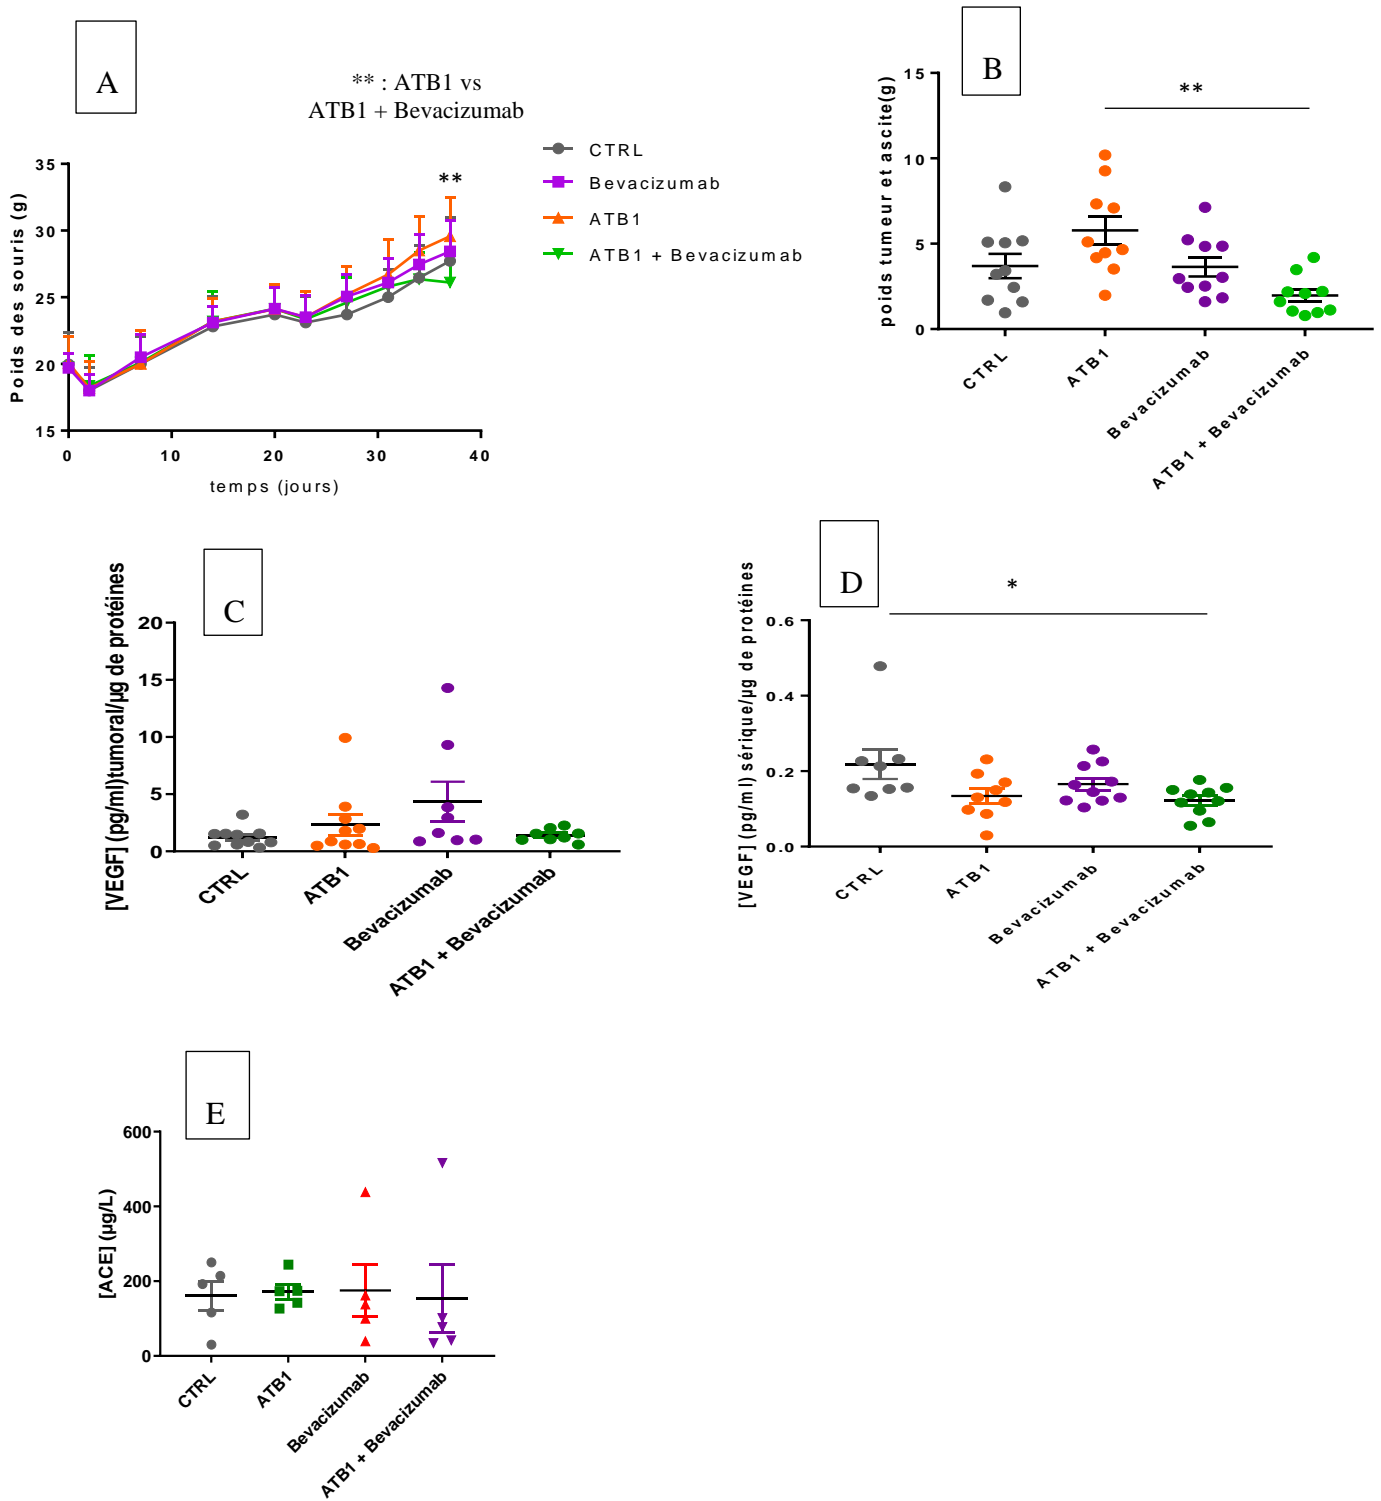 A
** : ATB1 vs
ATB1 + Bevacizumab
CTRL
Bevacizumab
ATB1
ATB1 + Bevacizumab
**
Poids des souris (g)
35
30
25
20
15
0
10
20
30
40
temps (jours)
B
**
poids tumeur et ascite(g)
15
10
5
0
CTRL
ATB1
Bevacizumab
ATB1 + Bevacizumab
C
[VEGF] (pg/ml)tumoral/µg de protéines
20
15
10
5
0
CTRL
ATB1
Bevacizumab
ATB1 + Bevacizumab
D
*
[VEGF] (pg/ml) sérique/µg de protéines
0.6
0.4
0.2
0.0
CTRL
ATB1
Bevacizumab
ATB1 + Bevacizumab
E
[ACE] (µg/L)
600
400
200
0
CTRL
ATB1
Bevacizumab
ATB1 + Bevacizumab